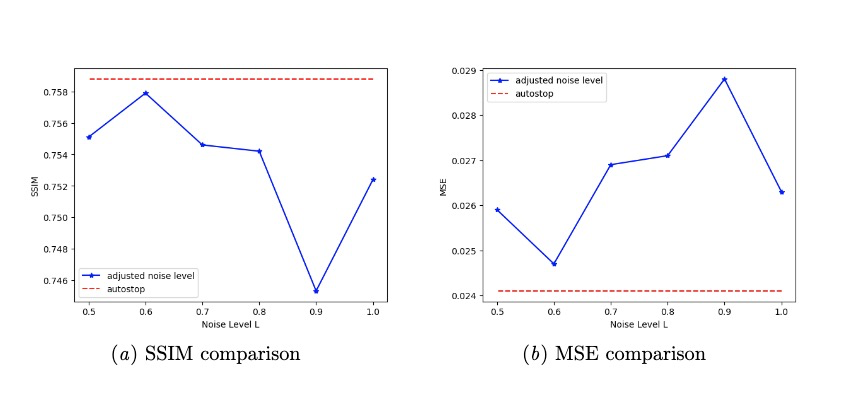 0.758
0.756
0.754
0.752
0.750
0.748
0.746
SSIM
adjusted noise level
autostop
0.5 0.6 0.7 0.8 0.9 1.0
Noise Level L
(a) SSIM comparison
0.029
0.028
0.027
0.026
0.025
0.024
MSE
adjusted noise level
autostop
0.5 0.6 0.7 0.8 0.9 1.0
Noise Level L
(b) MSE comparison